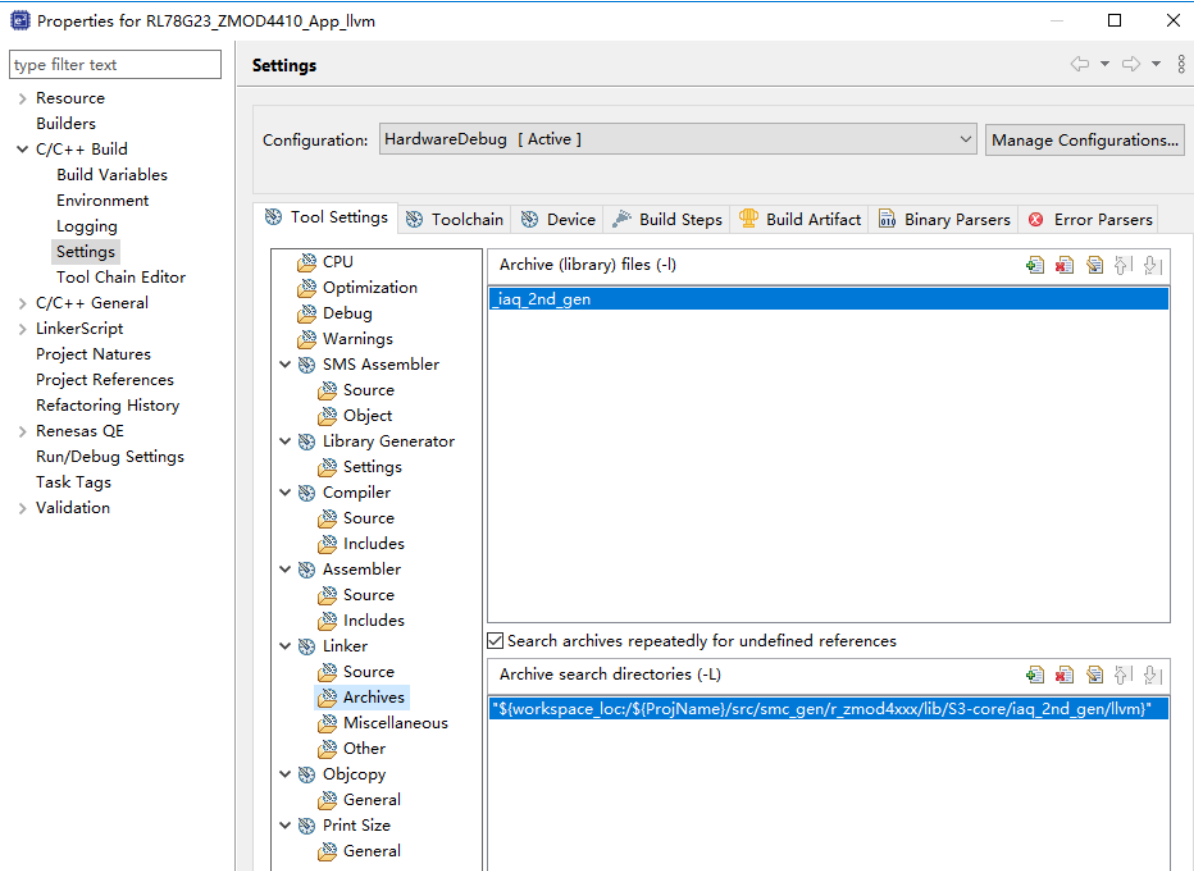 Properties for RL78G23_ZMOD4410_App_llvm
type filter text
Resource
Builders
C/C++ Build
Build Variables
Environment
Logging
Settings
Tool Chain Editor
C/C++ General
LinkerScript
Project Natures
Project References
Refactoring History
Renesas QE
Run/Debug Settings
Task Tags
Validation
Settings
Configuration: HardwareDebug [ Active ] Manage Configurations...
Tool Settings Toolchain Device Build Steps Build Artifact Binary Parsers Error Parsers
CPU
Optimization
Debug
Warnings
SMS Assembler
Source
Object
Library Generator
Settings
Compiler
Source
Includes
Assembler
Source
Includes
Linker
Source
Archives
Miscellaneous
Other
Objcopy
General
Print Size
General
Archive (library) files (-l)
_iaq_2nd_gen
Search archives repeatedly for undefined references
Archive search directories (-L)
"${workspace_loc:/${ProjName}/src/smc_gen/r_zmod4xxx/lib/S3-core/iaq_2nd_gen/llvm}"